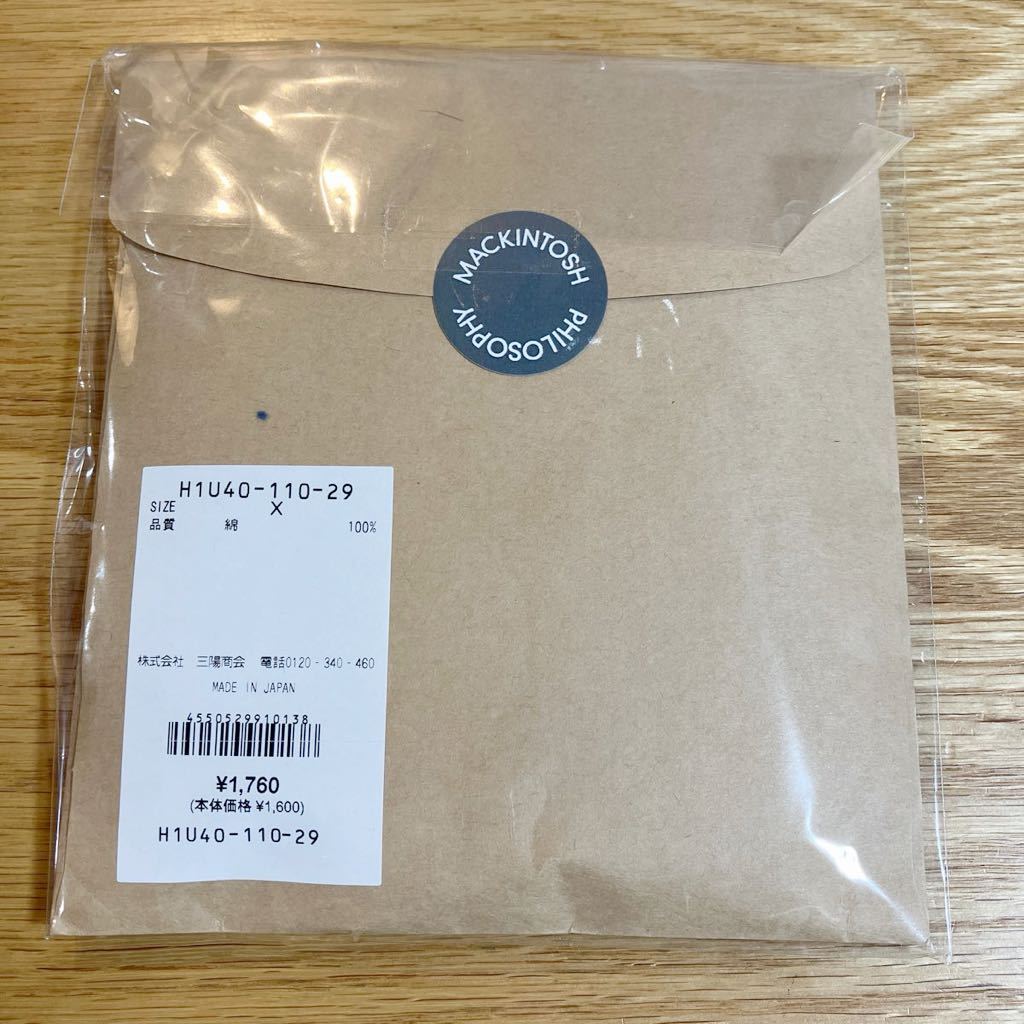 MACKINTOSH PHILOSOPHY
H1U40-110-29
SIZE X
品質 綿 100%
株式会社 三陽商会 電話0120-340-460
MADE IN JAPAN
4550529910138
¥1,760
(本体価格 ¥1,600)
H1U40-110-29